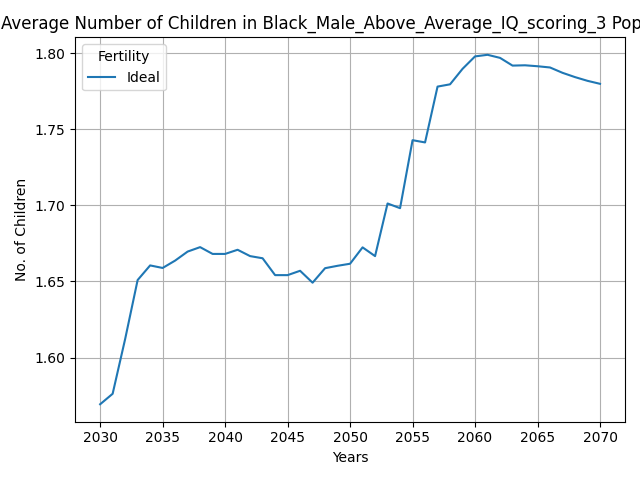 Average Number of Children in Black_Male_Above_Average_IQ_scoring_3 Pop
Fertility
Ideal
No. of Children
1.80
1.75
1.70
1.65
1.60
2030 2035 2040 2045 2050 2055 2060 2065 2070
Years